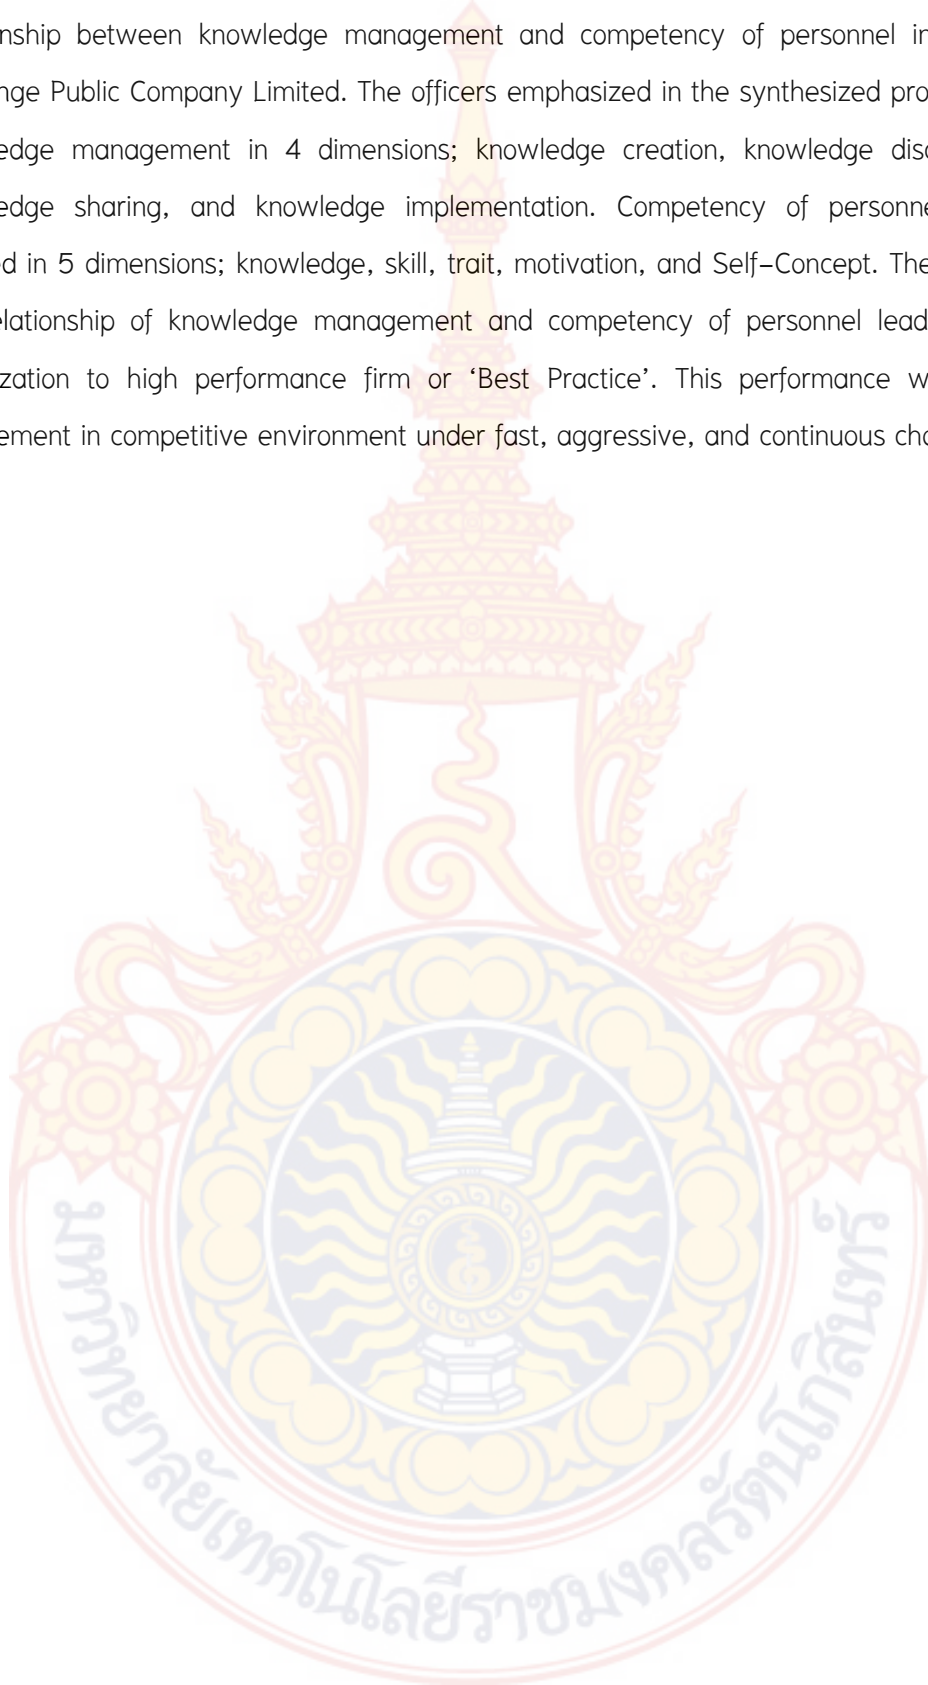 nship between knowledge management and competency of personnel in
nge Public Company Limited. The officers emphasized in the synthesized pro
edge management in 4 dimensions; knowledge creation, knowledge disc
edge sharing, and knowledge implementation. Competency of personne
d in 5 dimensions; knowledge, skill, trait, motivation, and Self–Concept. The
elationship of knowledge management and competency of personnel lead
zation to high performance firm or ‘Best Practice’. This performance w
ement in competitive environment under fast, aggressive, and continuous cha
มหาวิทยาลัยเทคโนโลยีราชมงคลรัตนโกสินทร์